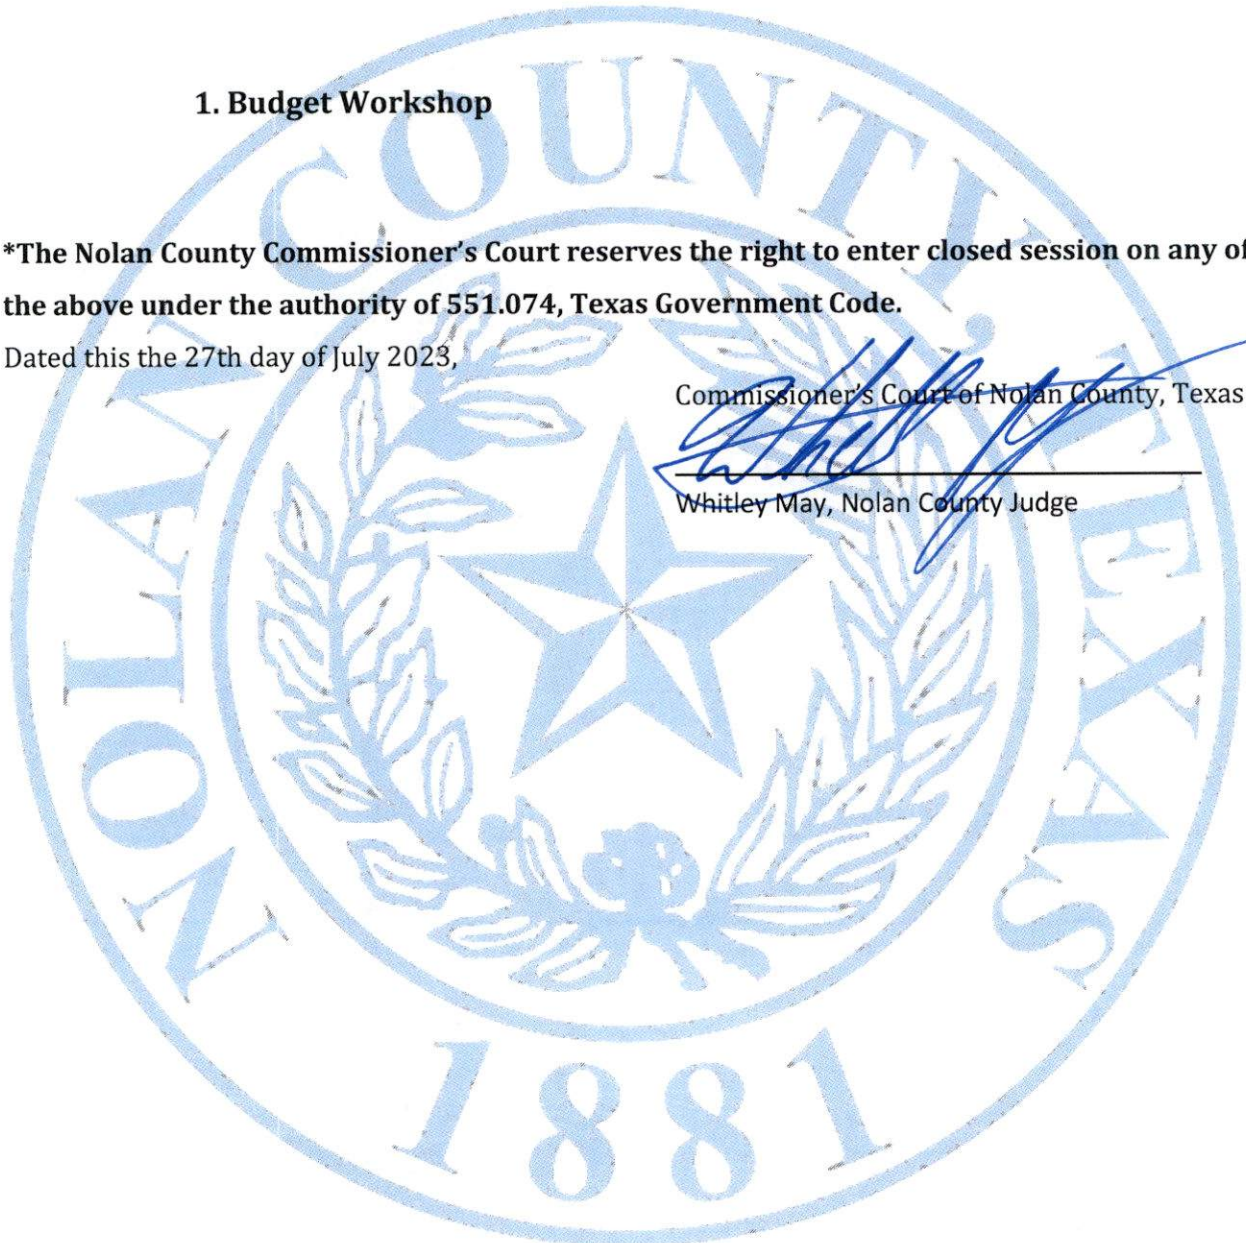 1. Budget Workshop
*The Nolan County Commissioner's Court reserves the right to enter closed session on any of
the above under the authority of 551.074, Texas Government Code.
Dated this the 27th day of July 2023,
Commissioner's Court of Nolan County, Texas
Whitley May, Nolan County Judge
NOLAN COUNTY, TEXAS
1881